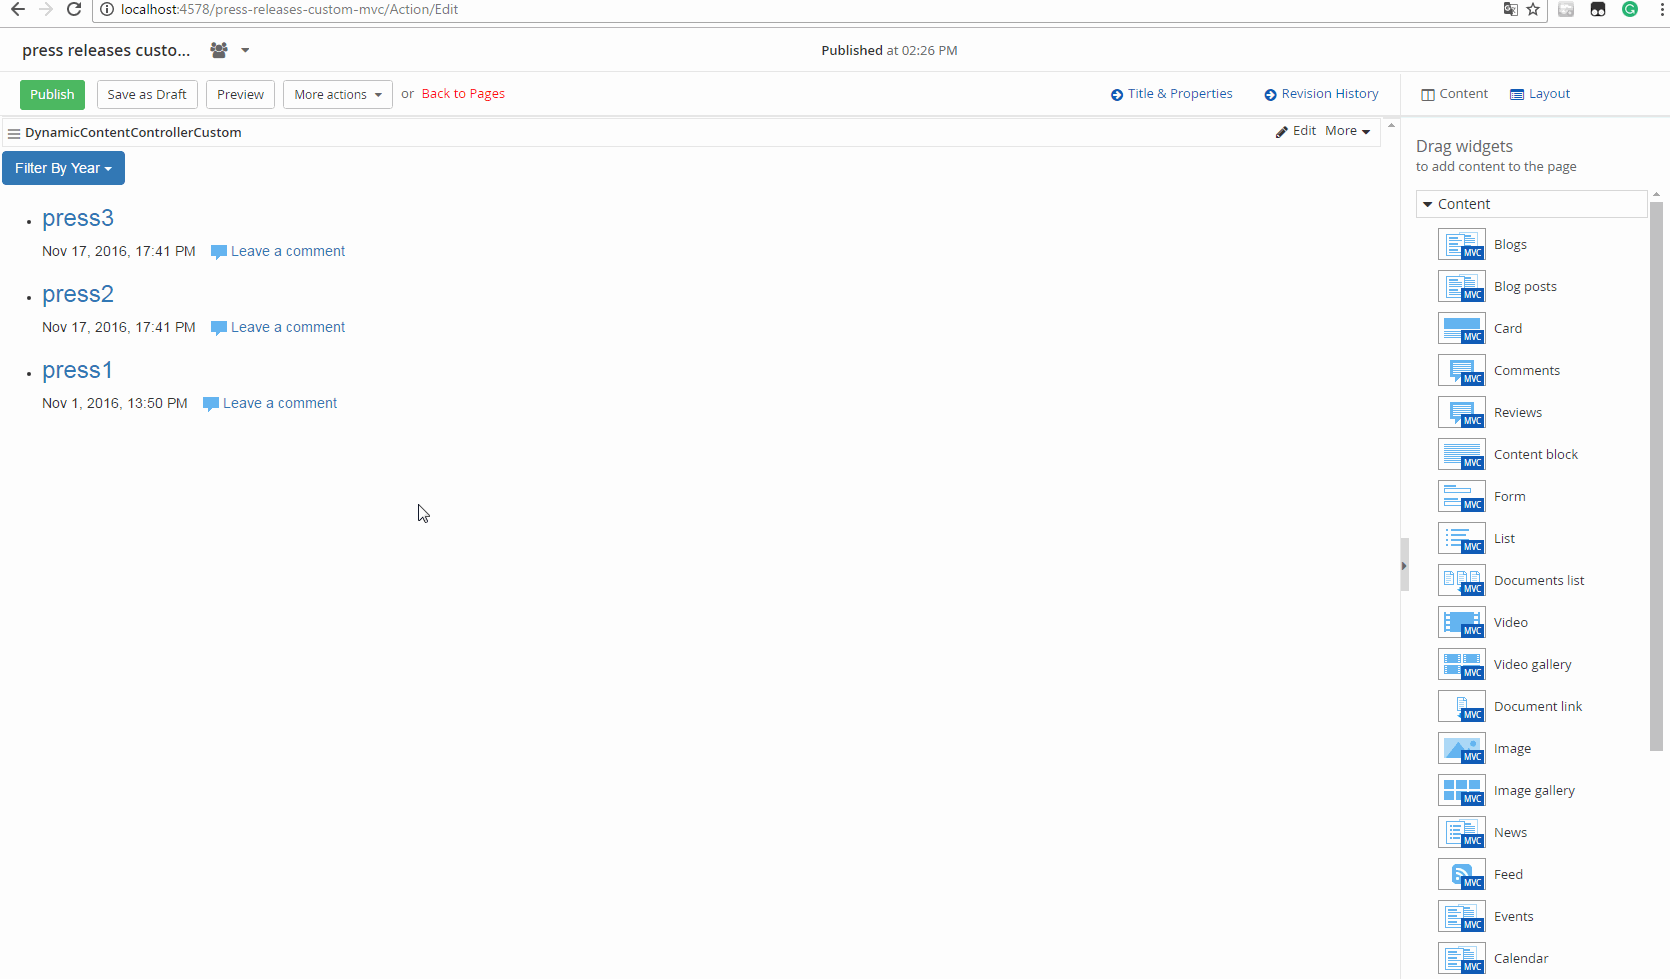 localhost:4578/press-releases-custom-mvc/Action/Edit
press releases custo...
Published at 02:26 PM
Publish
Save as Draft
Preview
More actions
or Back to Pages
Title & Properties
Revision History
Content
Layout
DynamicContentControllerCustom
Edit
More
Filter By Year
press3
Nov 17, 2016, 17:41 PM Leave a comment
press2
Nov 17, 2016, 17:41 PM Leave a comment
press1
Nov 1, 2016, 13:50 PM Leave a comment
Drag widgets
to add content to the page
Content
MVC Blogs
MVC Blog posts
MVC Card
MVC Comments
MVC Reviews
MVC Content block
MVC Form
MVC List
MVC Documents list
MVC Video
MVC Video gallery
MVC Document link
MVC Image
MVC Image gallery
MVC News
MVC Feed
MVC Events
MVC Calendar